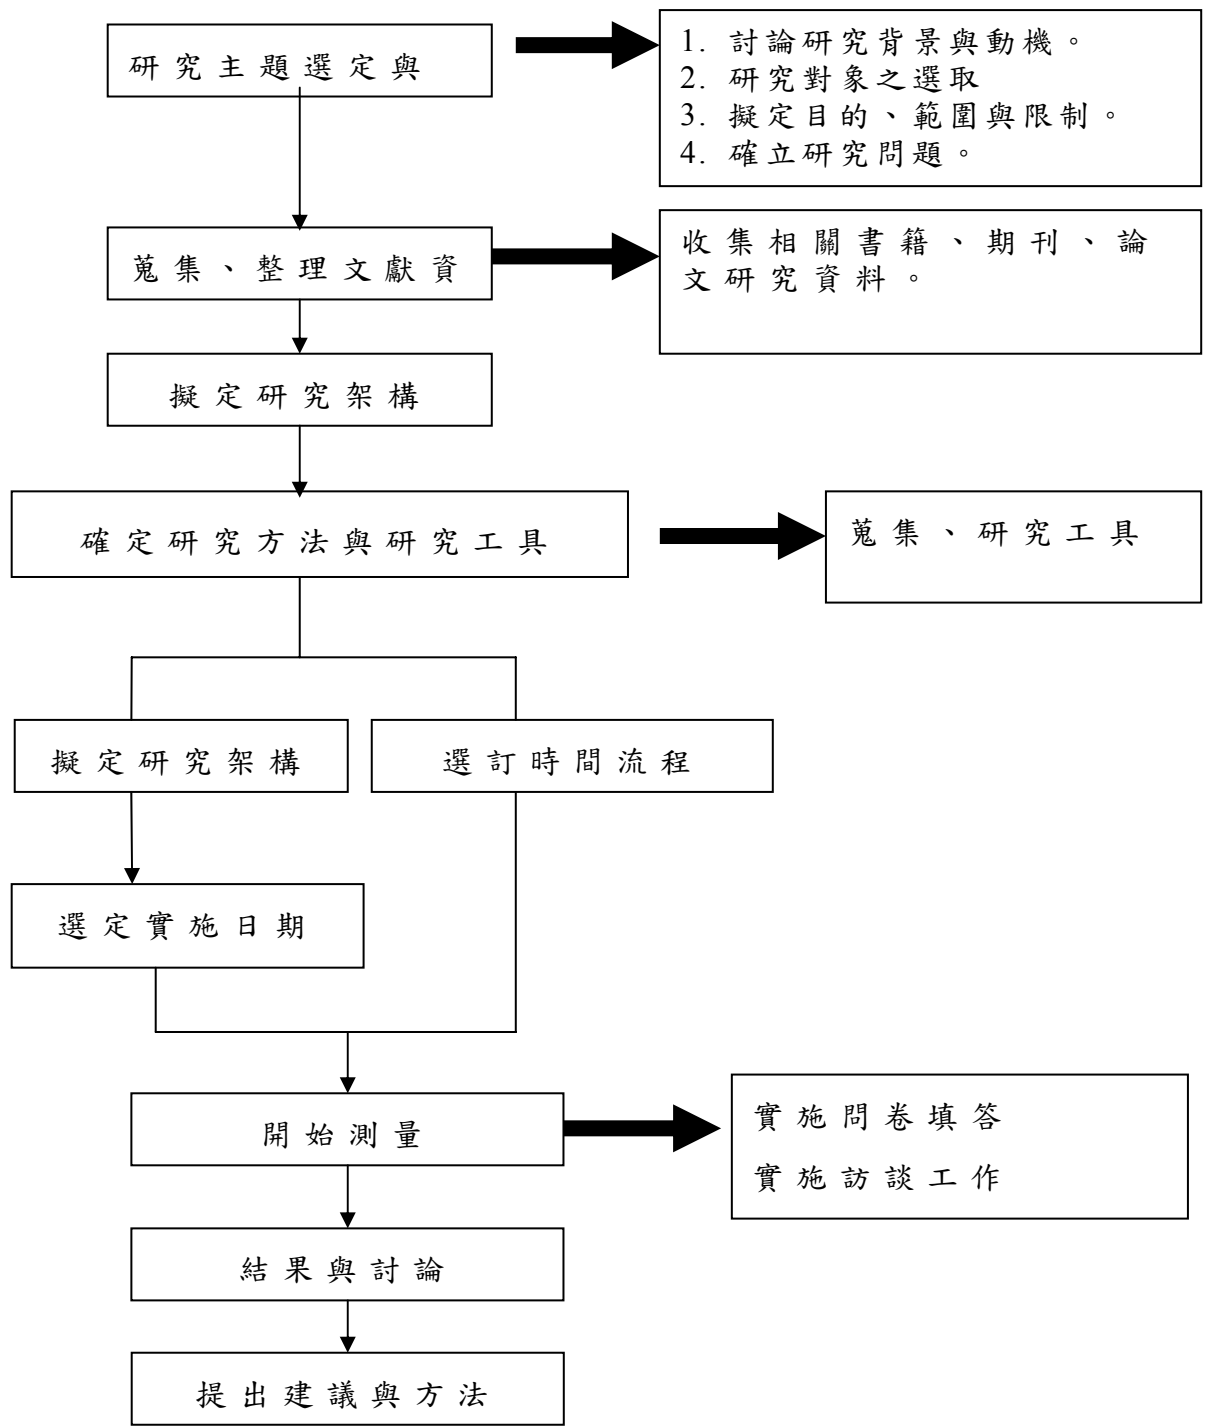 研究主題選定與
1. 討論研究背景與動機。
2. 研究對象之選取
3. 擬定目的、範圍與限制。
4. 確立研究問題。
蒐集、整理文獻資
收集相關書籍、期刊、論
文研究資料。
擬定研究架構
確定研究方法與研究工具
蒐集、研究工具
擬定研究架構
選訂時間流程
選定實施日期
開始測量
實施問卷填答
實施訪談工作
結果與討論
提出建議與方法